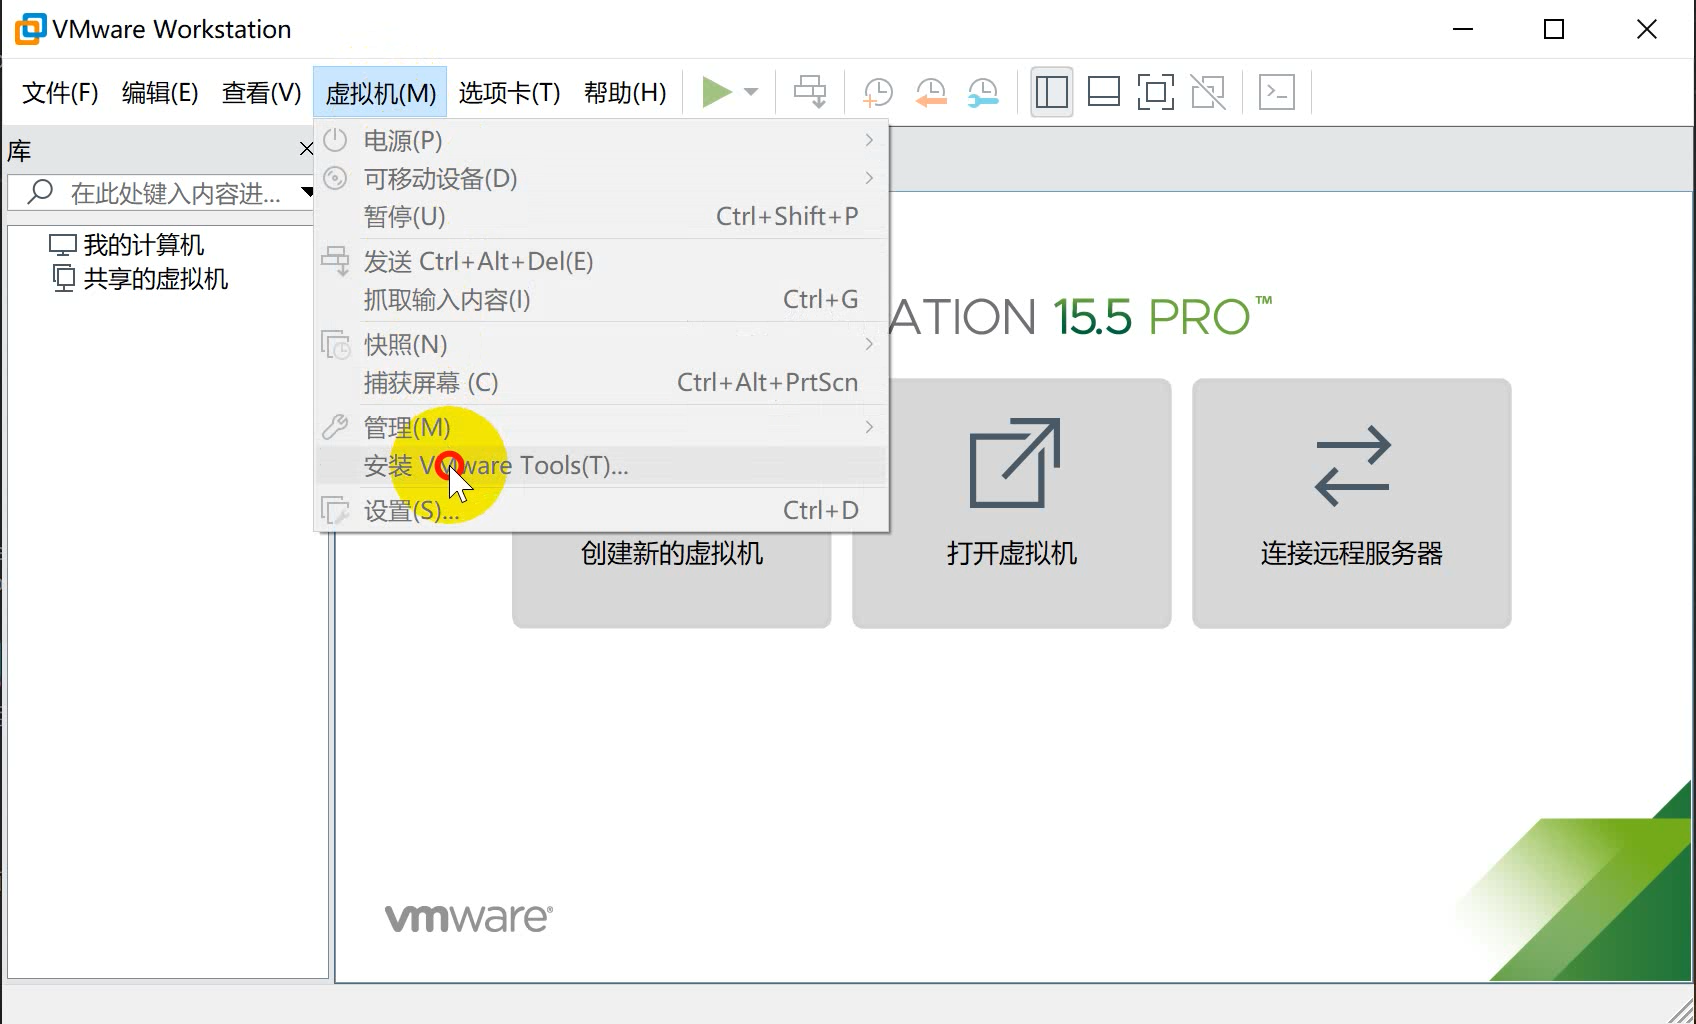 VMware Workstation
文件(F) 编辑(E) 查看(V) 虚拟机(M) 选项卡(T) 帮助(H)
库
在此处键入内容进...
我的计算机
共享的虚拟机
电源(P)
可移动设备(D)
暂停(U) Ctrl+Shift+P
发送 Ctrl+Alt+Del(E)
抓取输入内容(I) Ctrl+G
快照(N)
捕获屏幕 (C) Ctrl+Alt+PrtScn
管理(M)
安装 VMware Tools(T)...
设置(S)... Ctrl+D
ATION 15.5 PRO™
创建新的虚拟机
打开虚拟机
连接远程服务器
vmware®